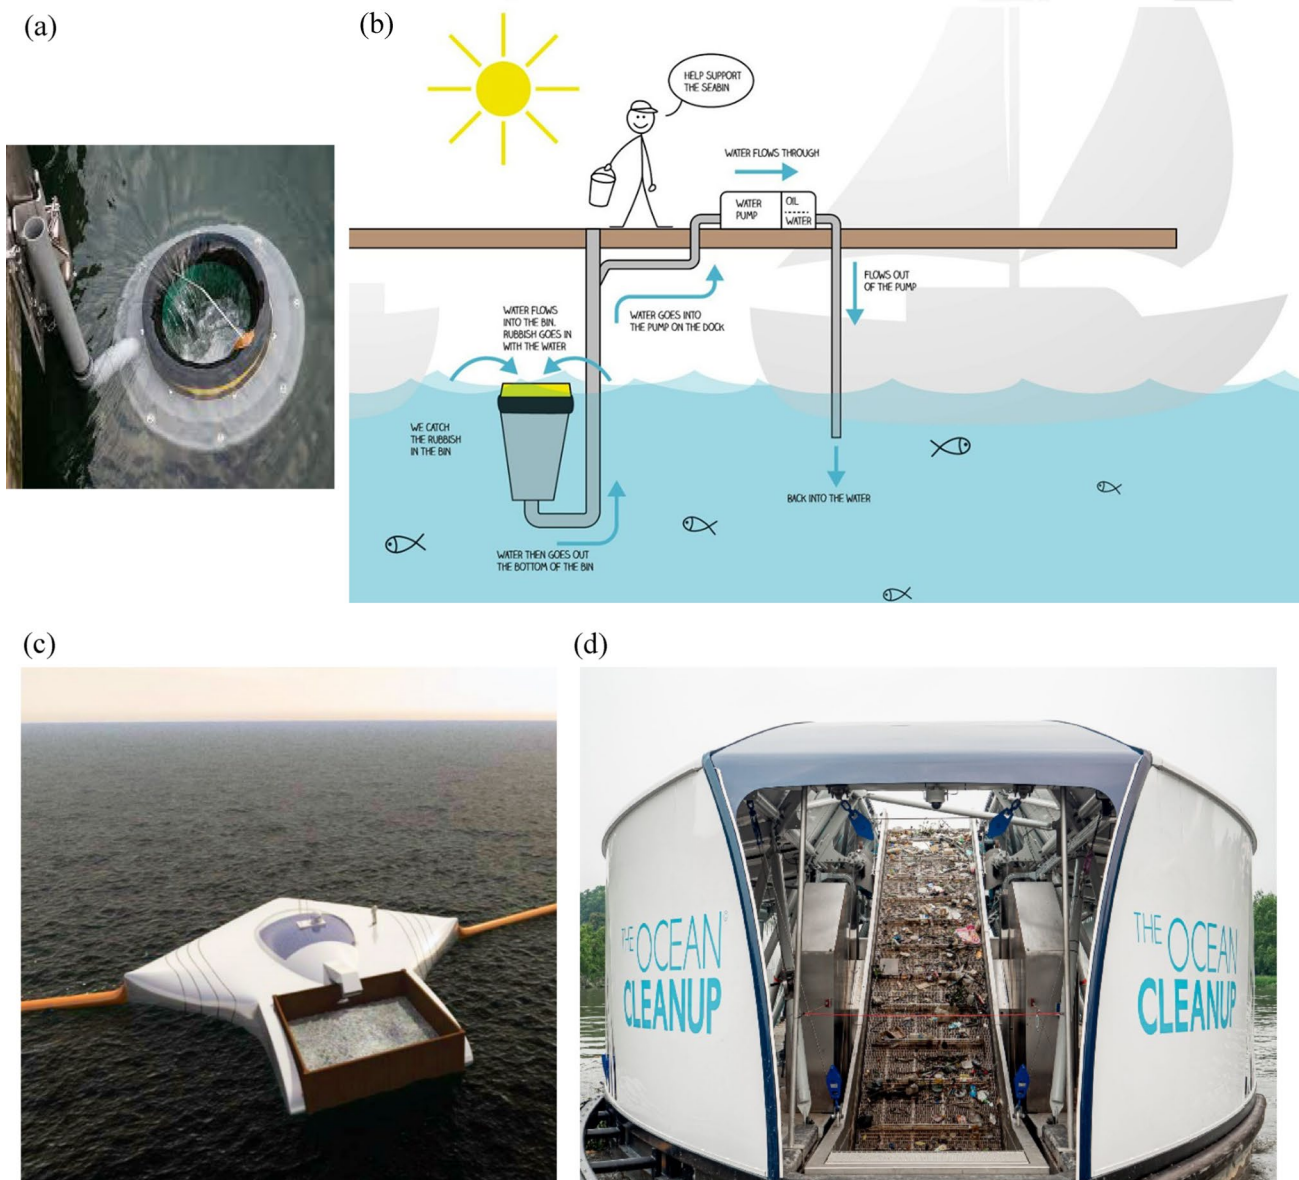 (a)
(b)
HELP SUPPORT
THE SEABIN
WATER FLOWS THROUGH
WATER
PUMP
OIL
WATER
WATER FLOWS
INTO THE BIN.
RUBBISH GOES IN
WITH THE WATER
WATER GOES INTO
THE PUMP ON THE DOCK
FLOWS OUT
OF THE PUMP
WE CATCH
THE RUBBISH
IN THE BIN
BACK INTO THE WATER
WATER THEN GOES OUT
THE BOTTOM OF THE BIN
(c)
(d)
THE OCEAN
CLEANUP
THE OCEAN
CLEANUP